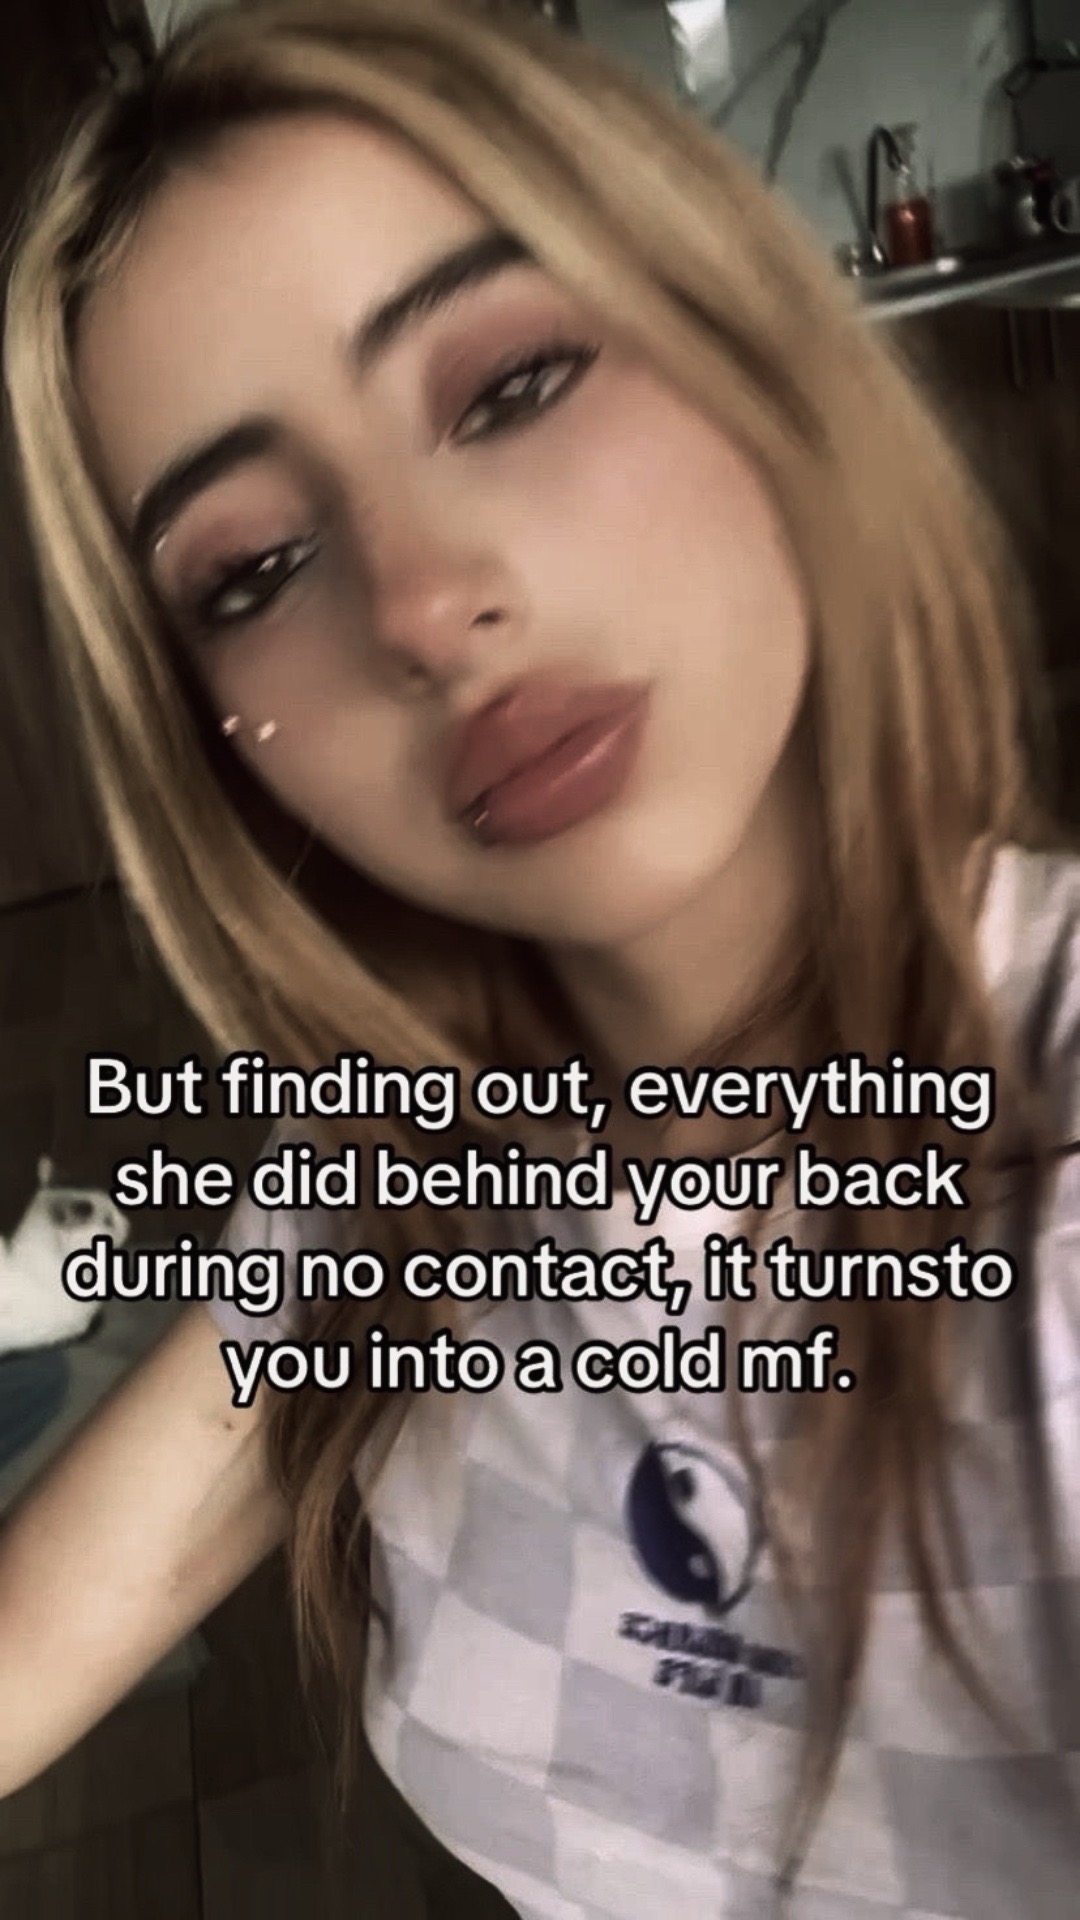 But finding out, everything
she did behind your back
during no contact, it turnsto
you into a cold mf.